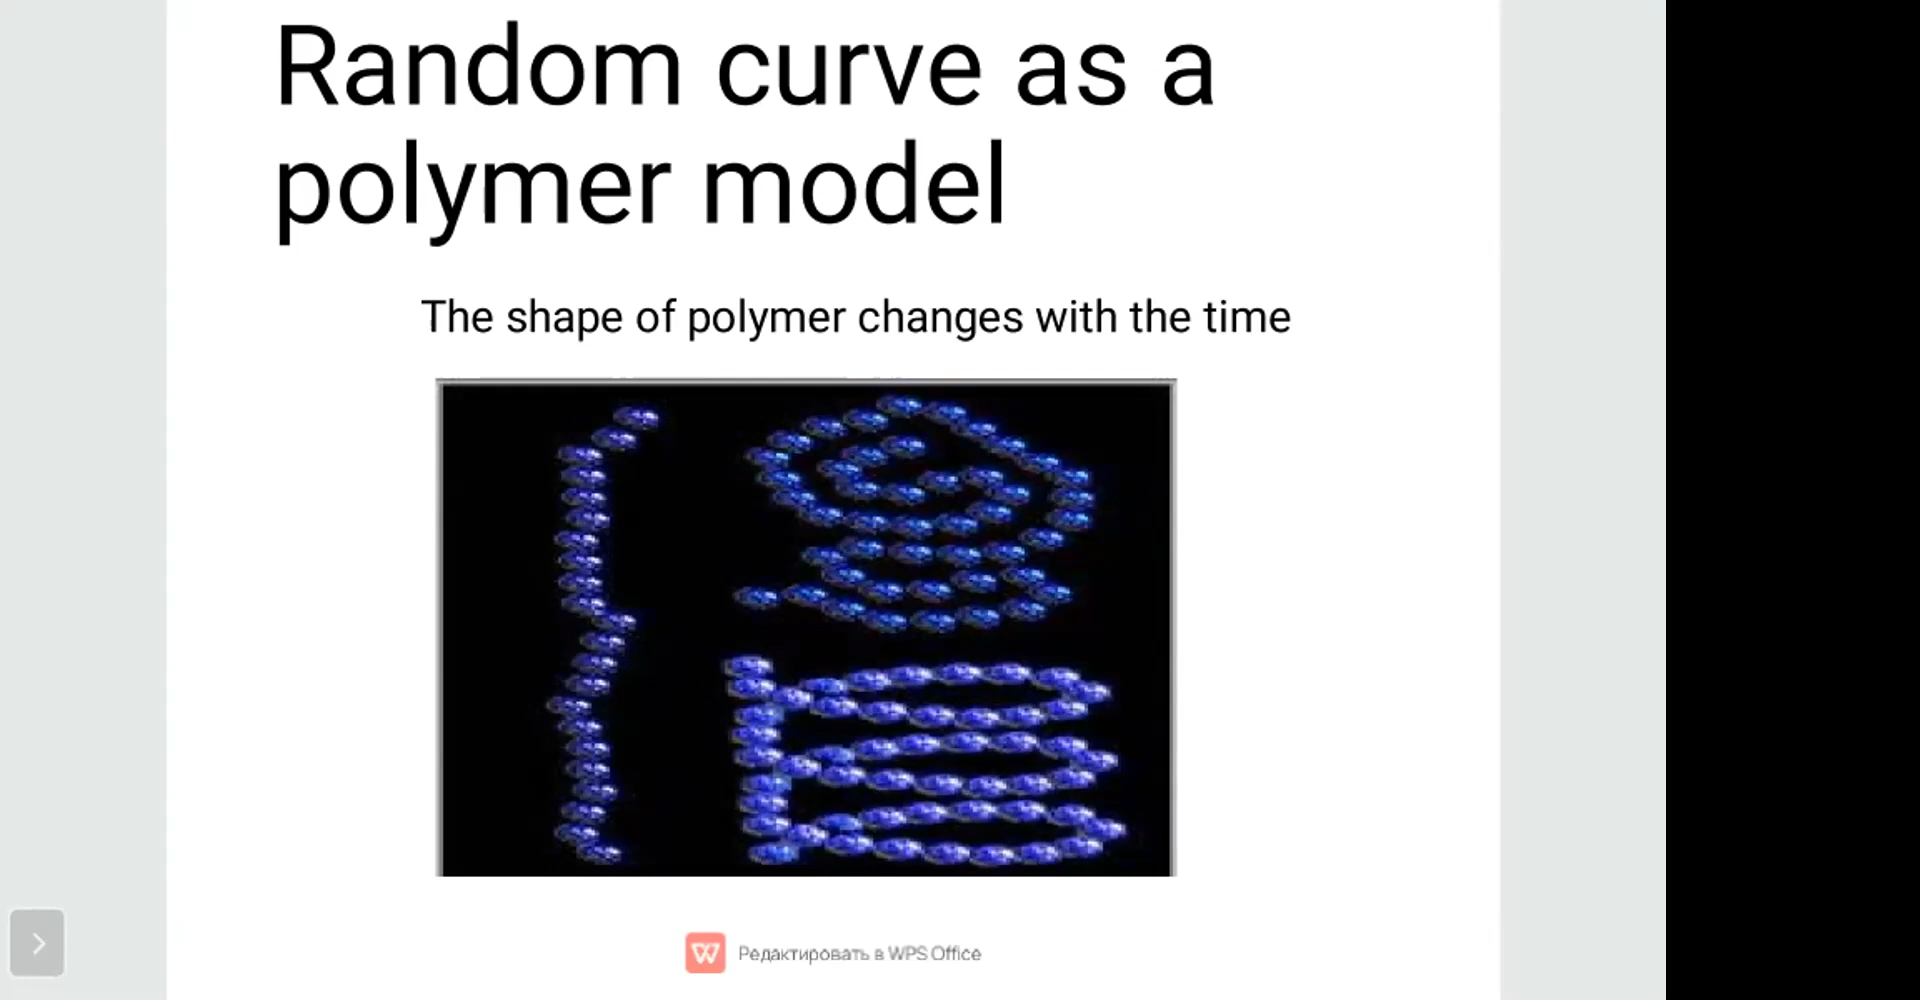 Random curve as a
polymer model
The shape of polymer changes with the time
Редактировать в WPS Office